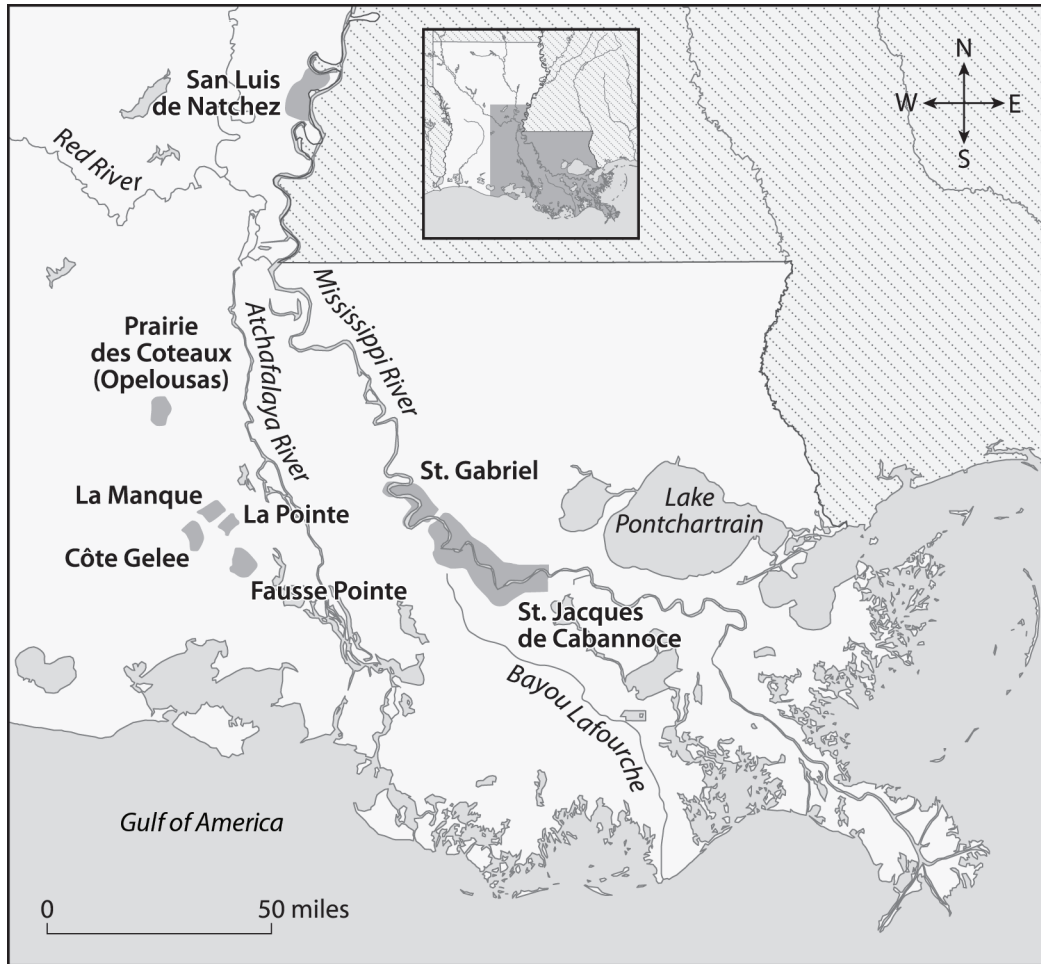 San Luis
de Natchez
N
W E
S
Red River
Mississippi River
Atchafalaya River
Prairie
des Coteaux
(Opelousas)
St. Gabriel
La Manque
La Pointe
Lake
Pontchartrain
Côte Gelee
Fausse Pointe
St. Jacques
de Cabannoce
Bayou Lafourche
Gulf of America
0 50 miles